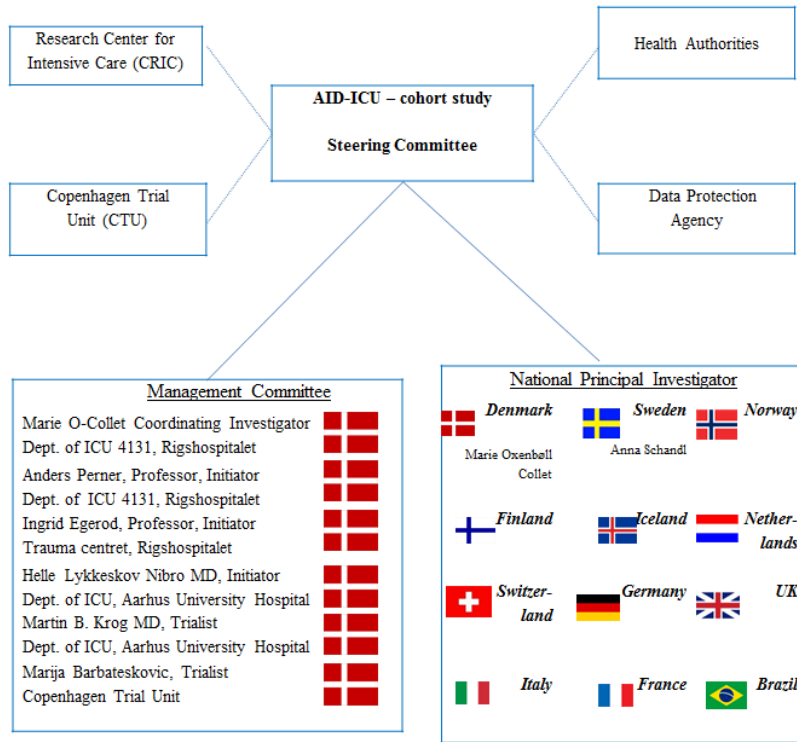 Research Center for
Intensive Care (CRIC)
Health Authorities
AID-ICU – cohort study
Steering Committee
Copenhagen Trial
Unit (CTU)
Data Protection
Agency
Management Committee
Marie O-Collet Coordinating Investigator
Dept. of ICU 4131, Rigshospitalet
Anders Perner, Professor, Initiator
Dept. of ICU 4131, Rigshospitalet
Ingrid Egerod, Professor, Initiator
Trauma centret, Rigshospitalet
Helle Lykkeskov Nibro MD, Initiator
Dept. of ICU, Aarhus University Hospital
Martin B. Krog MD, Trialist
Dept. of ICU, Aarhus University Hospital
Marija Barbateskovic, Trialist
Copenhagen Trial Unit
National Principal Investigator
Denmark
Marie Oxenbøll
Collet
Sweden
Anna Schandl
Norway
Finland
Iceland
Nether-
lands
Switzer-
land
Germany
UK
Italy
France
Brazil